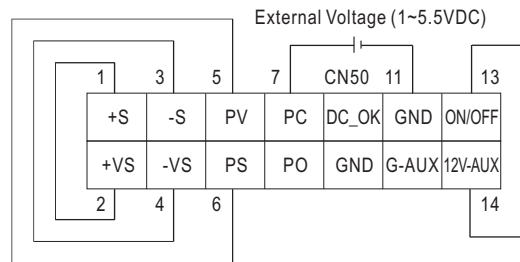 External Voltage (1~5.5VDC)
1 3 5 7 CN50 11 13
+S -S PV PC DC_OK GND ON/OFF
+VS -VS PS PO GND G-AUX 12V-AUX
2 4 6 14